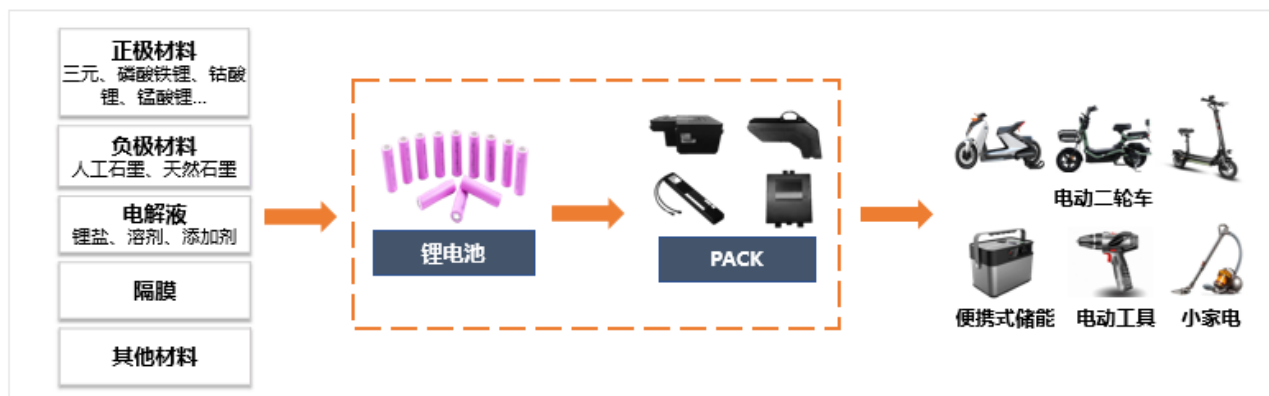 正极材料
三元、磷酸铁锂、钴酸
锂、锰酸锂...
负极材料
人工石墨、天然石墨
电解液
锂盐、溶剂、添加剂
隔膜
其他材料
锂电池
PACK
电动二轮车
便携式储能
电动工具
小家电